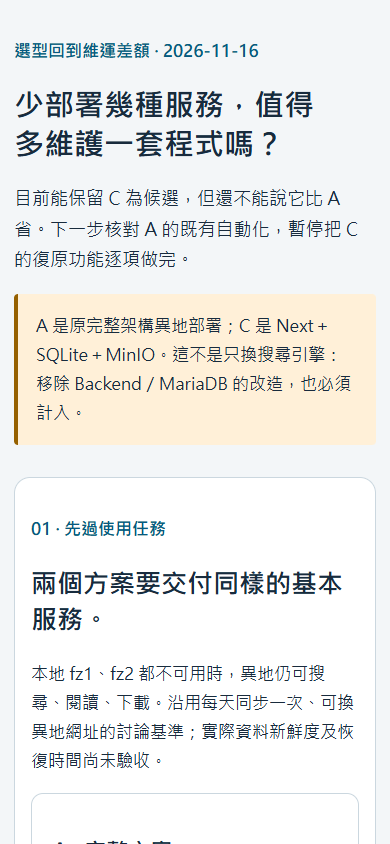 選型回到維運差額 · 2026-11-16
少部署幾種服務，值得
多維護一套程式嗎？
目前能保留 C 為候選，但還不能說它比 A
省。下一步核對 A 的既有自動化，暫停把 C
的復原功能逐項做完。
A 是原完整架構異地部署；C 是 Next +
SQLite + MinIO。這不是只換搜尋引擎：
移除 Backend / MariaDB 的改造，也必須
計入。
01 · 先過使用任務
兩個方案要交付同樣的基本
服務。
本地 fz1、fz2 都不可用時，異地仍可搜
尋、閱讀、下載。沿用每天同步一次、可換
異地網址的討論基準；實際資料新鮮度及恢
復時間尚未驗收。